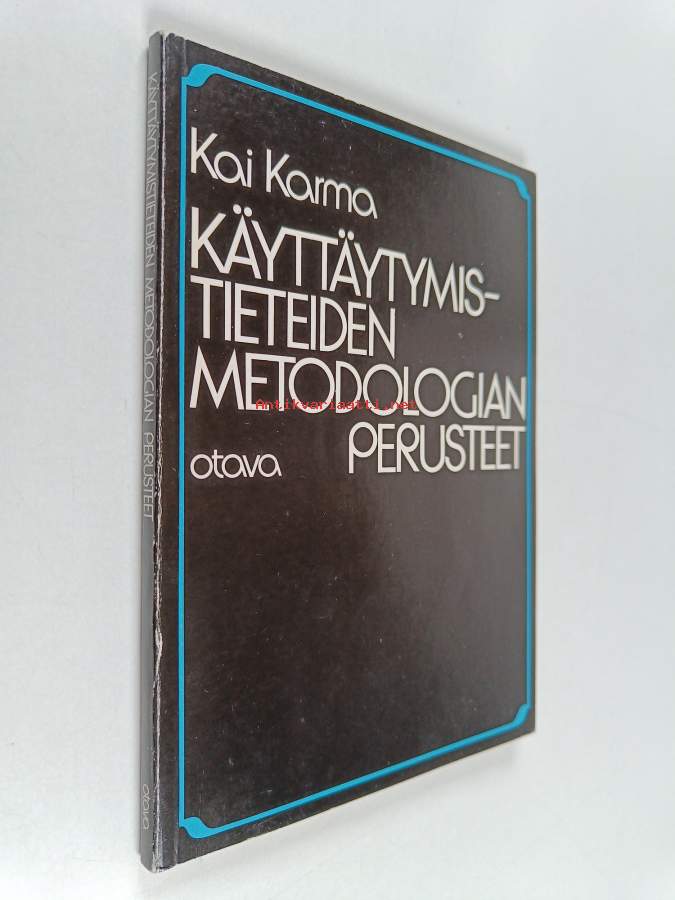 Kai Karma
KÄYTTÄYTYMIS-
TIETEIDEN
METODOLOGIAN
Antikvariaatti.net
PERUSTEET
otava
KÄYTTÄYTYMISTIETEIDEN METODOLOGIAN PERUSTEET
otava